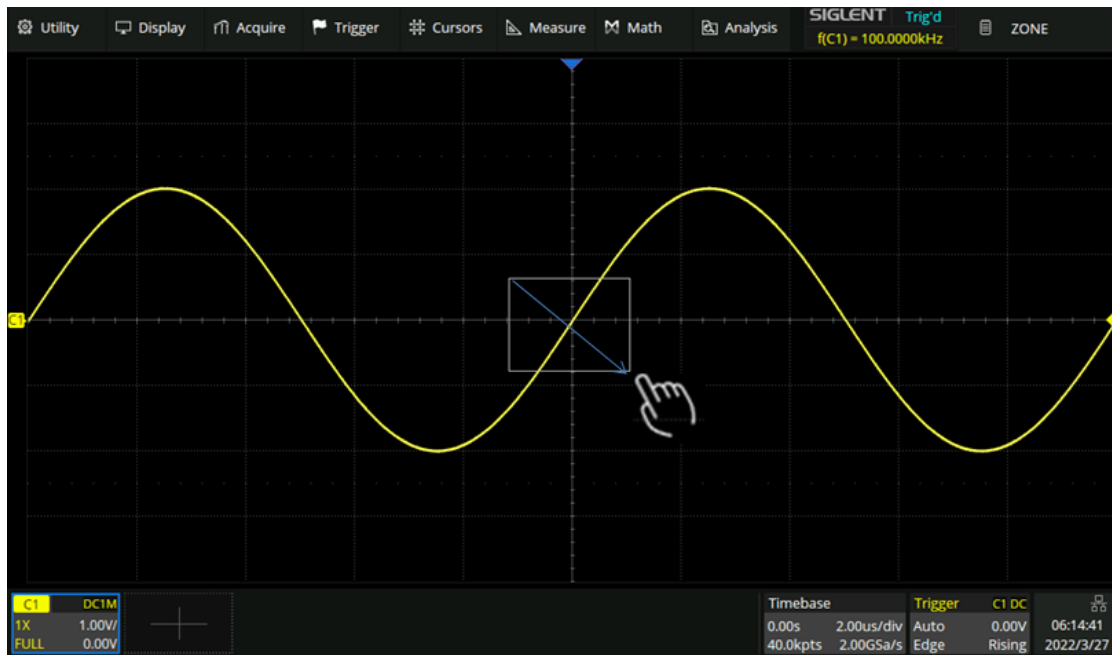 Utility Display Acquire Trigger Cursors Measure Math Analysis SIGLENT Trig'd ZONE
f(C1) = 100.0000kHz
C1
C1 DC1M
1X 1.00V/
FULL 0.00V
Timebase
0.00s 2.00us/div
40.0kpts 2.00GSa/s
Trigger C1 DC
Auto 0.00V
Edge Rising
06:14:41
2022/3/27